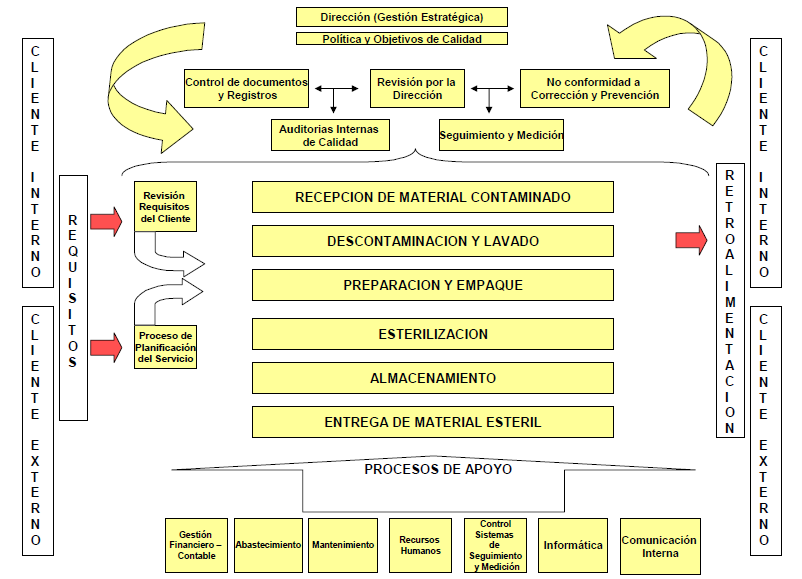 Dirección (Gestión Estratégica)
Política y Objetivos de Calidad
CLIENTE INTERNO
CLIENTE INTERNO
Control de documentos
y Registros
Revisión por la
Dirección
No conformidad a
Corrección y Prevención
Auditorias Internas
de Calidad
Seguimiento y Medición
REQUISITOS
RETROALIMENTACION
Revisión
Requisitos
del Cliente
RECEPCION DE MATERIAL CONTAMINADO
DESCONTAMINACION Y LAVADO
PREPARACION Y EMPAQUE
CLIENTE EXTERNO
CLIENTE EXTERNO
Proceso de
Planificación
del Servicio
ESTERILIZACION
ALMACENAMIENTO
ENTREGA DE MATERIAL ESTERIL
PROCESOS DE APOYO
Gestión
Financiero –
Contable
Abastecimiento
Mantenimiento
Recursos
Humanos
Control
Sistemas
de
Seguimiento
y Medición
Informática
Comunicación
Interna